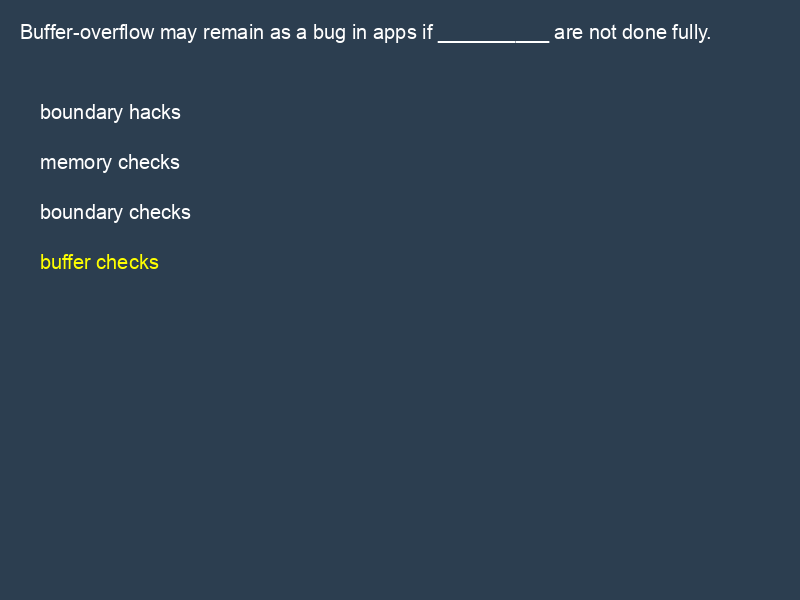 Buffer-overflow may remain as a bug in apps if __________ are not done fully.
boundary hacks
memory checks
boundary checks
buffer checks